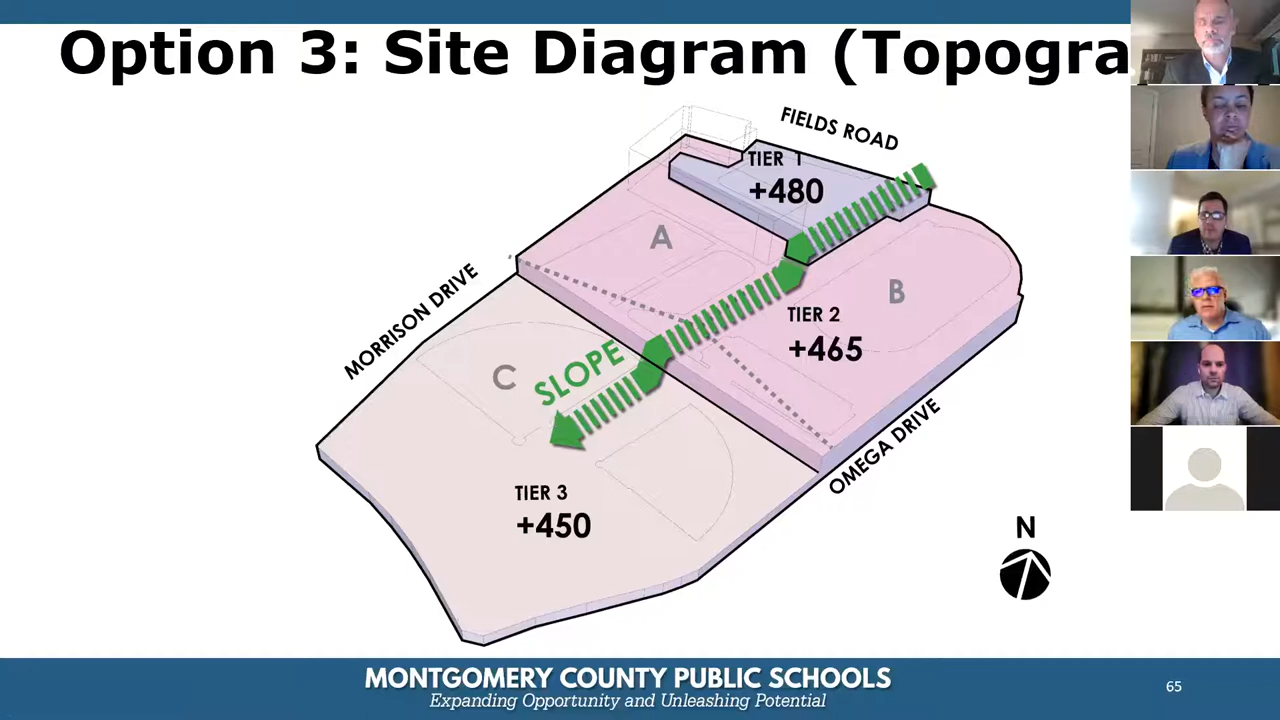 Option 3: Site Diagram (Topogra
FIELDS ROAD
TIER 1
+480
A
B
MORRISON DRIVE
TIER 2
+465
SLOPE
C
OMEGA DRIVE
TIER 3
+450
N
MONTGOMERY COUNTY PUBLIC SCHOOLS
Expanding Opportunity and Unleashing Potential
65